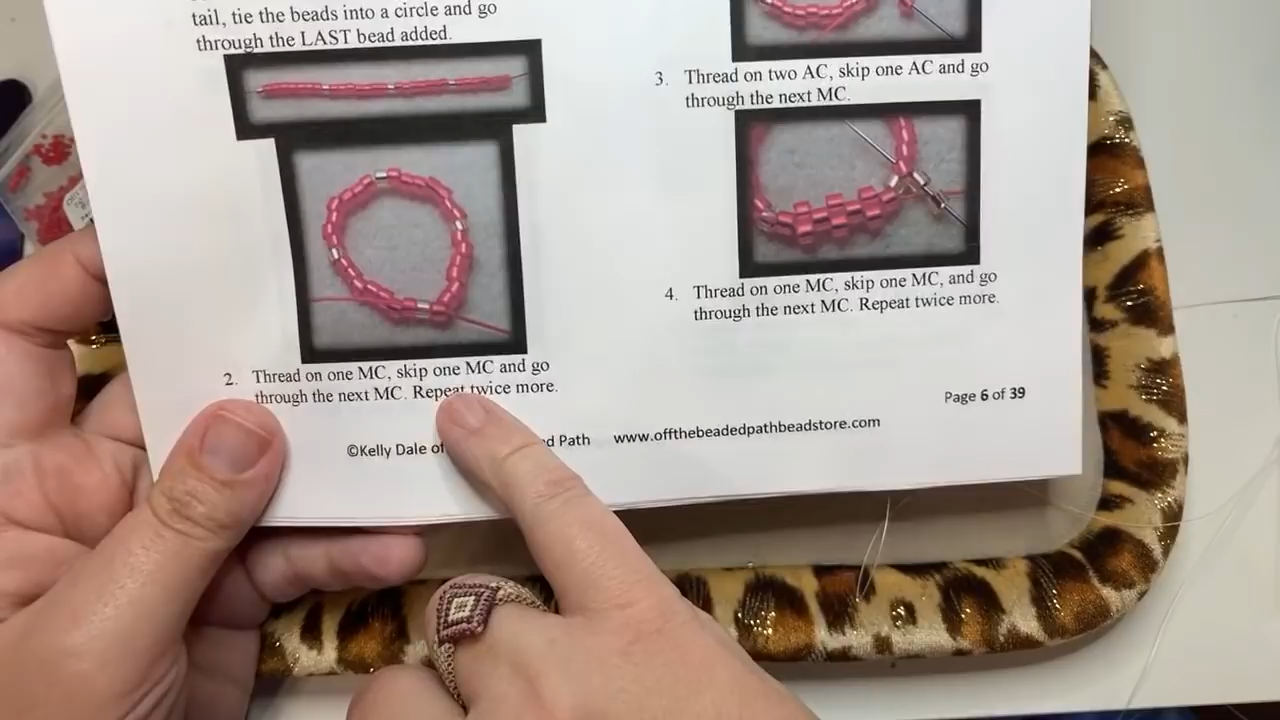 tail, tie the beads into a circle and go
through the LAST bead added.
2. Thread on one MC, skip one MC and go
through the next MC. Repeat twice more.
3. Thread on two AC, skip one AC and go
through the next MC.
4. Thread on one MC, skip one MC, and go
through the next MC. Repeat twice more.
Page 6 of 39
©Kelly Dale of d Path www.offthebeadedpathbeadstore.com